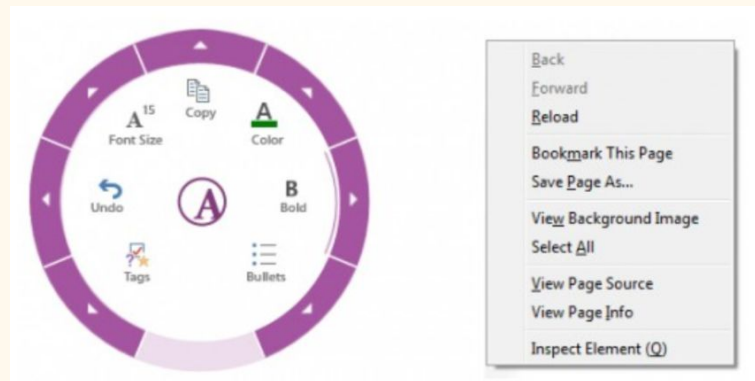 Copy
A 15
Font Size
A
Color
Undo
A
B
Bold
Tags
Bullets
Back
Forward
Reload
Bookmark This Page
Save Page As...
View Background Image
Select All
View Page Source
View Page Info
Inspect Element (Q)